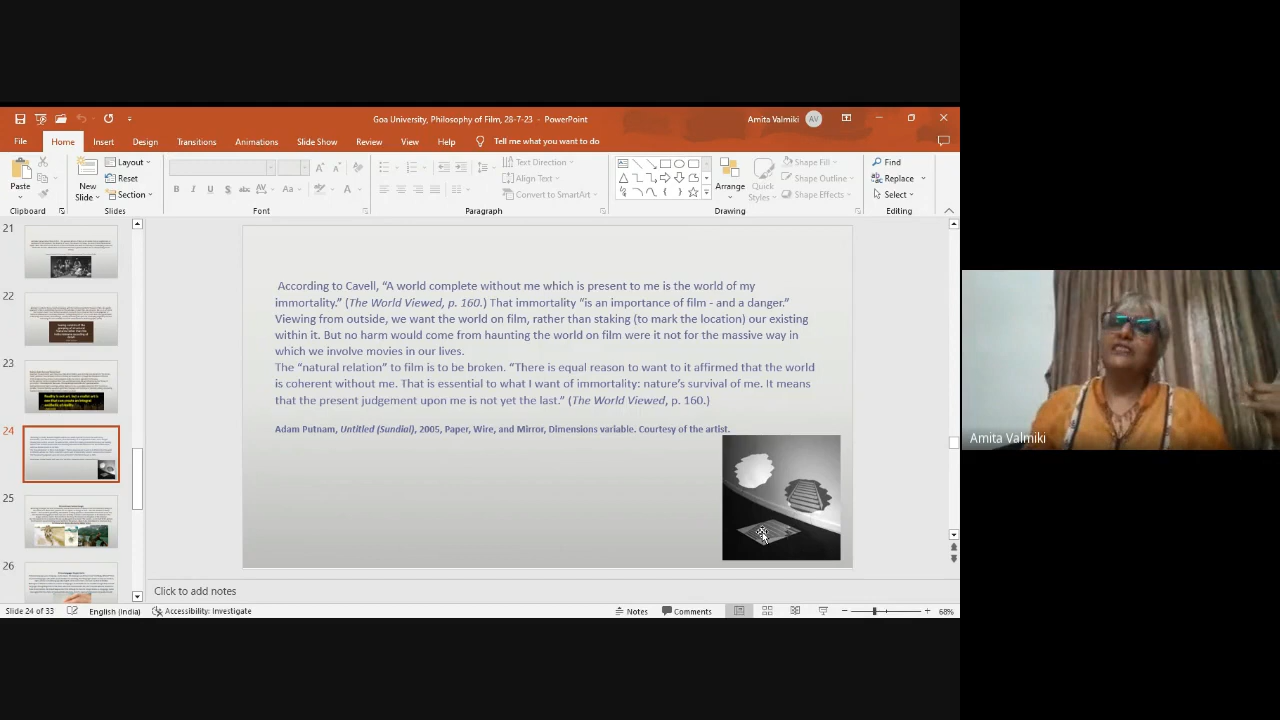 Goa University, Philosophy of Film, 28-7-23 - PowerPoint
Amita Valmiki AV
File Home Insert Design Transitions Animations Slide Show Review View Help Tell me what you want to do
Paste
New
Slide
Layout
Reset
Section
B I U S abc AV Aa A
Text Direction
Align Text
Convert to SmartArt
Arrange
Quick
Styles
Shape Fill
Shape Outline
Shape Effects
Find
Replace
Select
Clipboard Slides Font Paragraph Drawing Editing
21
22
23
24
25
26
According to Cavell, “A world complete without me which is present to me is the world of my
immortality.” (The World Viewed, p. 160.) That immortality “is an importance of film - and a danger.”
Viewing from outside, we want the world on film, rather than staking (to mark the location) our existing
within it. But no harm would come from haunting the world on film were it not for the massive way in
which we involve movies in our lives.
The “natural relation” to film is to be broken. “There is equal reason to want to it affirmed that the world
is coherent without me. That is essential to what I want of immortality: nature’s survival of me. It means
that the present judgement upon me is not yet the last.” (The World Viewed, p. 160.)
Adam Putnam, Untitled (Sundial), 2005, Paper, Wire, and Mirror, Dimensions variable. Courtesy of the artist.
Click to add notes
Slide 24 of 33 English (India) Accessibility: Investigate Notes Comments 68%
Amita Valmiki